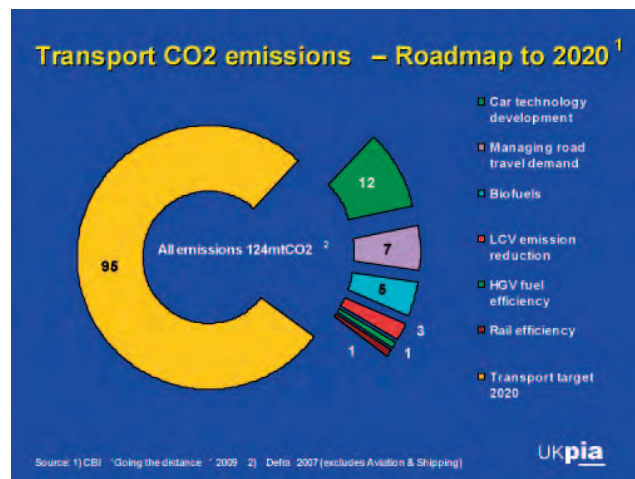 Transport CO2 emissions – Roadmap to 2020 1
Car technology
development
Managing road
travel demand
Biofuels
LCV emission
reduction
HGV fuel
efficiency
Rail efficiency
Transport target
2020
12
7
5
3
1
1
95
All emissions 124mtCO2 2
Source: 1) CBI 'Going the distance ' 2009 2) Defra 2007 (excludes Aviation & Shipping)
UKpia